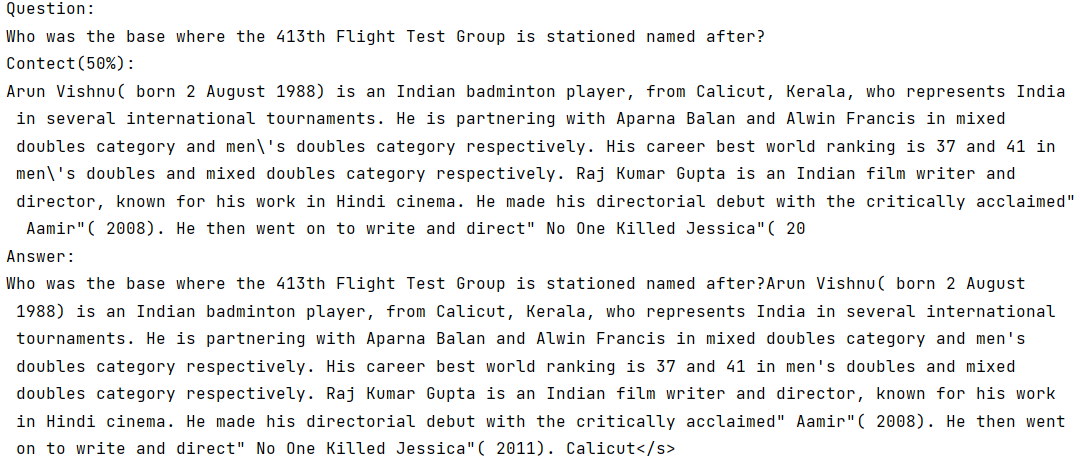 Question:
Who was the base where the 413th Flight Test Group is stationed named after?
Contect(50%):
Arun Vishnu( born 2 August 1988) is an Indian badminton player, from Calicut, Kerala, who represents India
in several international tournaments. He is partnering with Aparna Balan and Alwin Francis in mixed
doubles category and men\'s doubles category respectively. His career best world ranking is 37 and 41 in
men\'s doubles and mixed doubles category respectively. Raj Kumar Gupta is an Indian film writer and
director, known for his work in Hindi cinema. He made his directorial debut with the critically acclaimed"
Aamir"( 2008). He then went on to write and direct" No One Killed Jessica"( 20
Answer:
Who was the base where the 413th Flight Test Group is stationed named after?Arun Vishnu( born 2 August
1988) is an Indian badminton player, from Calicut, Kerala, who represents India in several international
tournaments. He is partnering with Aparna Balan and Alwin Francis in mixed doubles category and men's
doubles category respectively. His career best world ranking is 37 and 41 in men's doubles and mixed
doubles category respectively. Raj Kumar Gupta is an Indian film writer and director, known for his work
in Hindi cinema. He made his directorial debut with the critically acclaimed" Aamir"( 2008). He then went
on to write and direct" No One Killed Jessica"( 2011). Calicut</s>